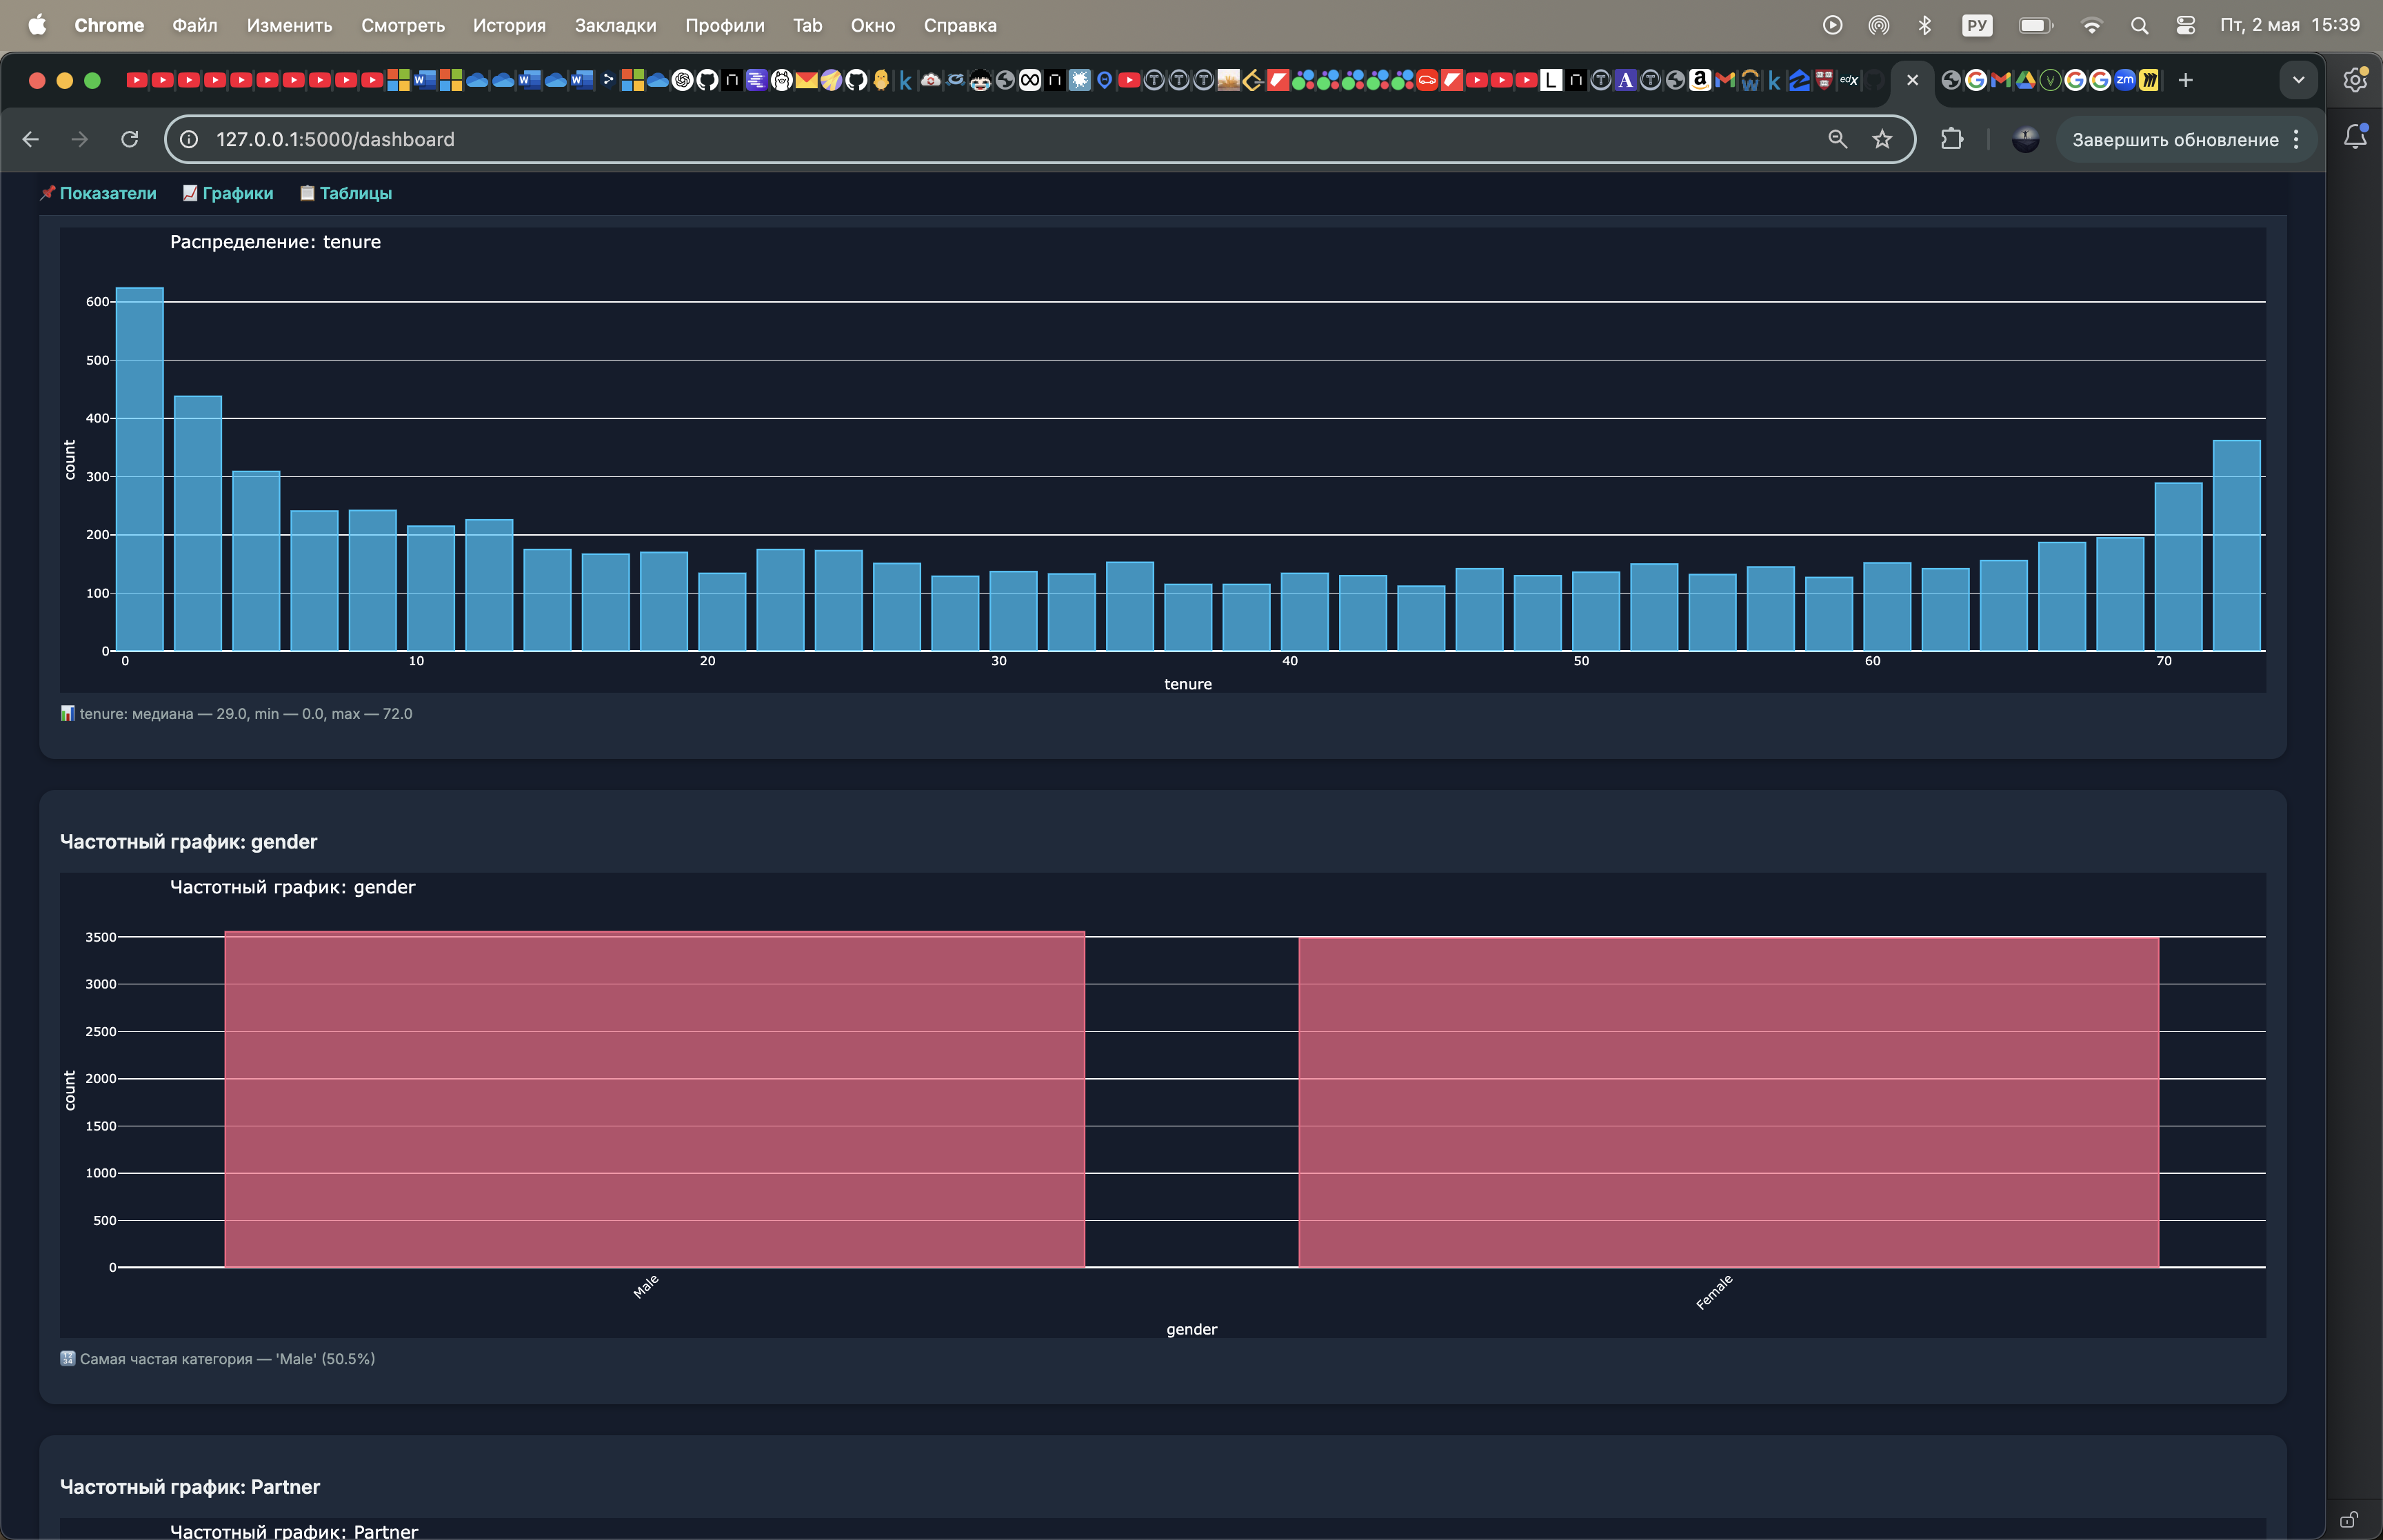 Chrome Файл Изменить Смотреть История Закладки Профили Tab Окно Справка РУ Пт, 2 мая 15:39
127.0.0.1:5000/dashboard Завершить обновление
Показатели Графики Таблицы
Распределение: tenure
600
500
400
300
200
100
0
count
0 10 20 30 40 50 60 70
tenure
tenure: медиана — 29.0, min — 0.0, max — 72.0
Частотный график: gender
Частотный график: gender
3500
3000
2500
2000
1500
1000
500
0
count
Male Female
gender
Самая частая категория — 'Male' (50.5%)
Частотный график: Partner
Частотный график: Partner